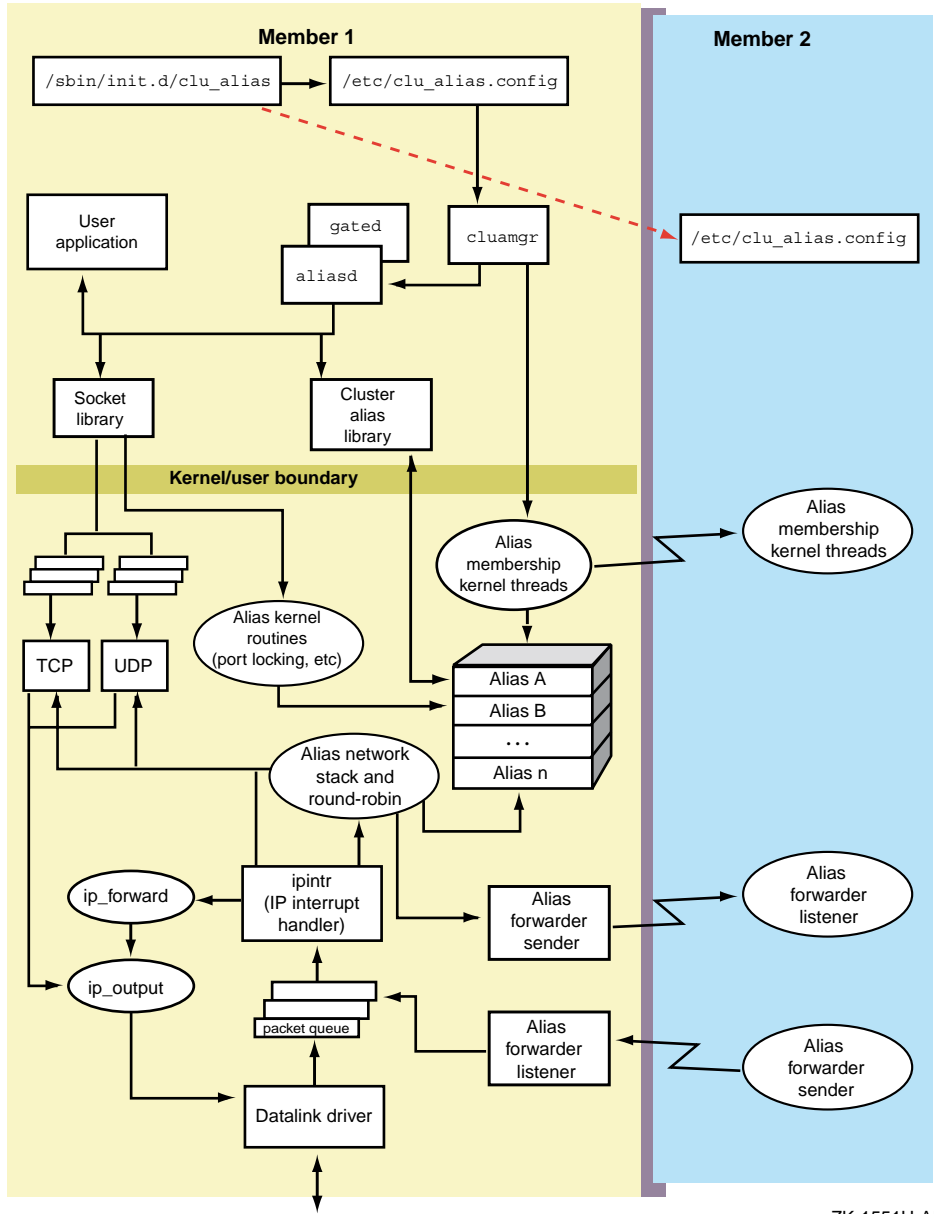 Member 1
Member 2
/sbin/init.d/clu_alias
/etc/clu_alias.config
User
application
gated
aliasd
cluamgr
/etc/clu_alias.config
Socket
library
Cluster
alias
library
Kernel/user boundary
Alias
membership
kernel threads
Alias
membership
kernel threads
Alias kernel
routines
(port locking, etc)
TCP
UDP
Alias A
Alias B
...
Alias n
Alias network
stack and
round-robin
ip_forward
ipintr
(IP interrupt
handler)
Alias
forwarder
sender
Alias
forwarder
listener
ip_output
packet queue
Alias
forwarder
listener
Alias
forwarder
sender
Datalink driver